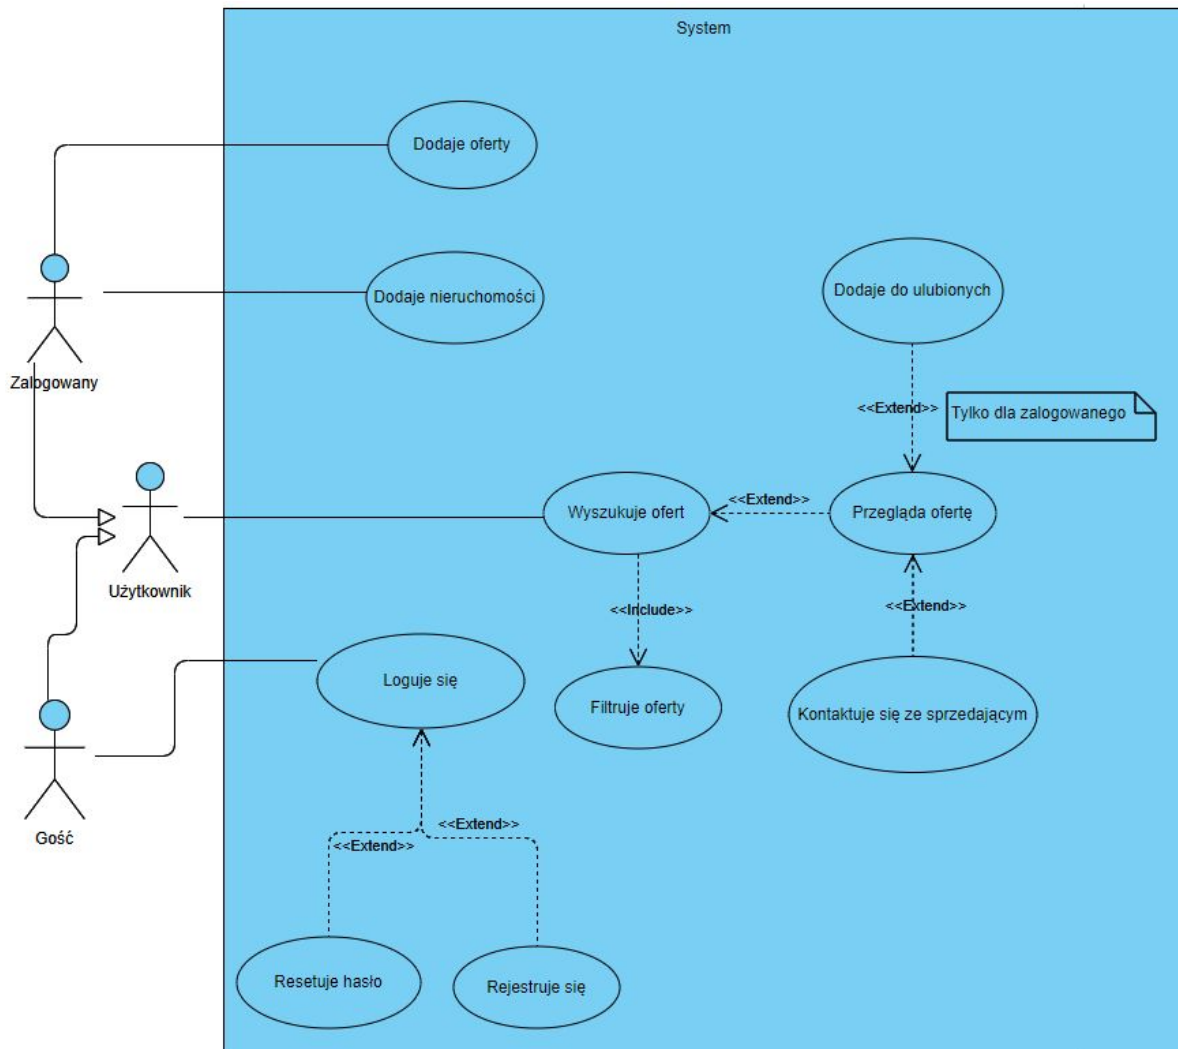 System
Dodaje oferty
Dodaje nieruchomości
Dodaje do ulubionych
Zalogowany
<<Extend>>
Tylko dla zalogowanego
<<Extend>>
Wyszukuje ofert
Przegląda ofertę
Użytkownik
<<Include>>
<<Extend>>
Loguje się
Filtruje oferty
Kontaktuje się ze sprzedającym
Gość
<<Extend>>
<<Extend>>
Resetuje hasło
Rejestruje się